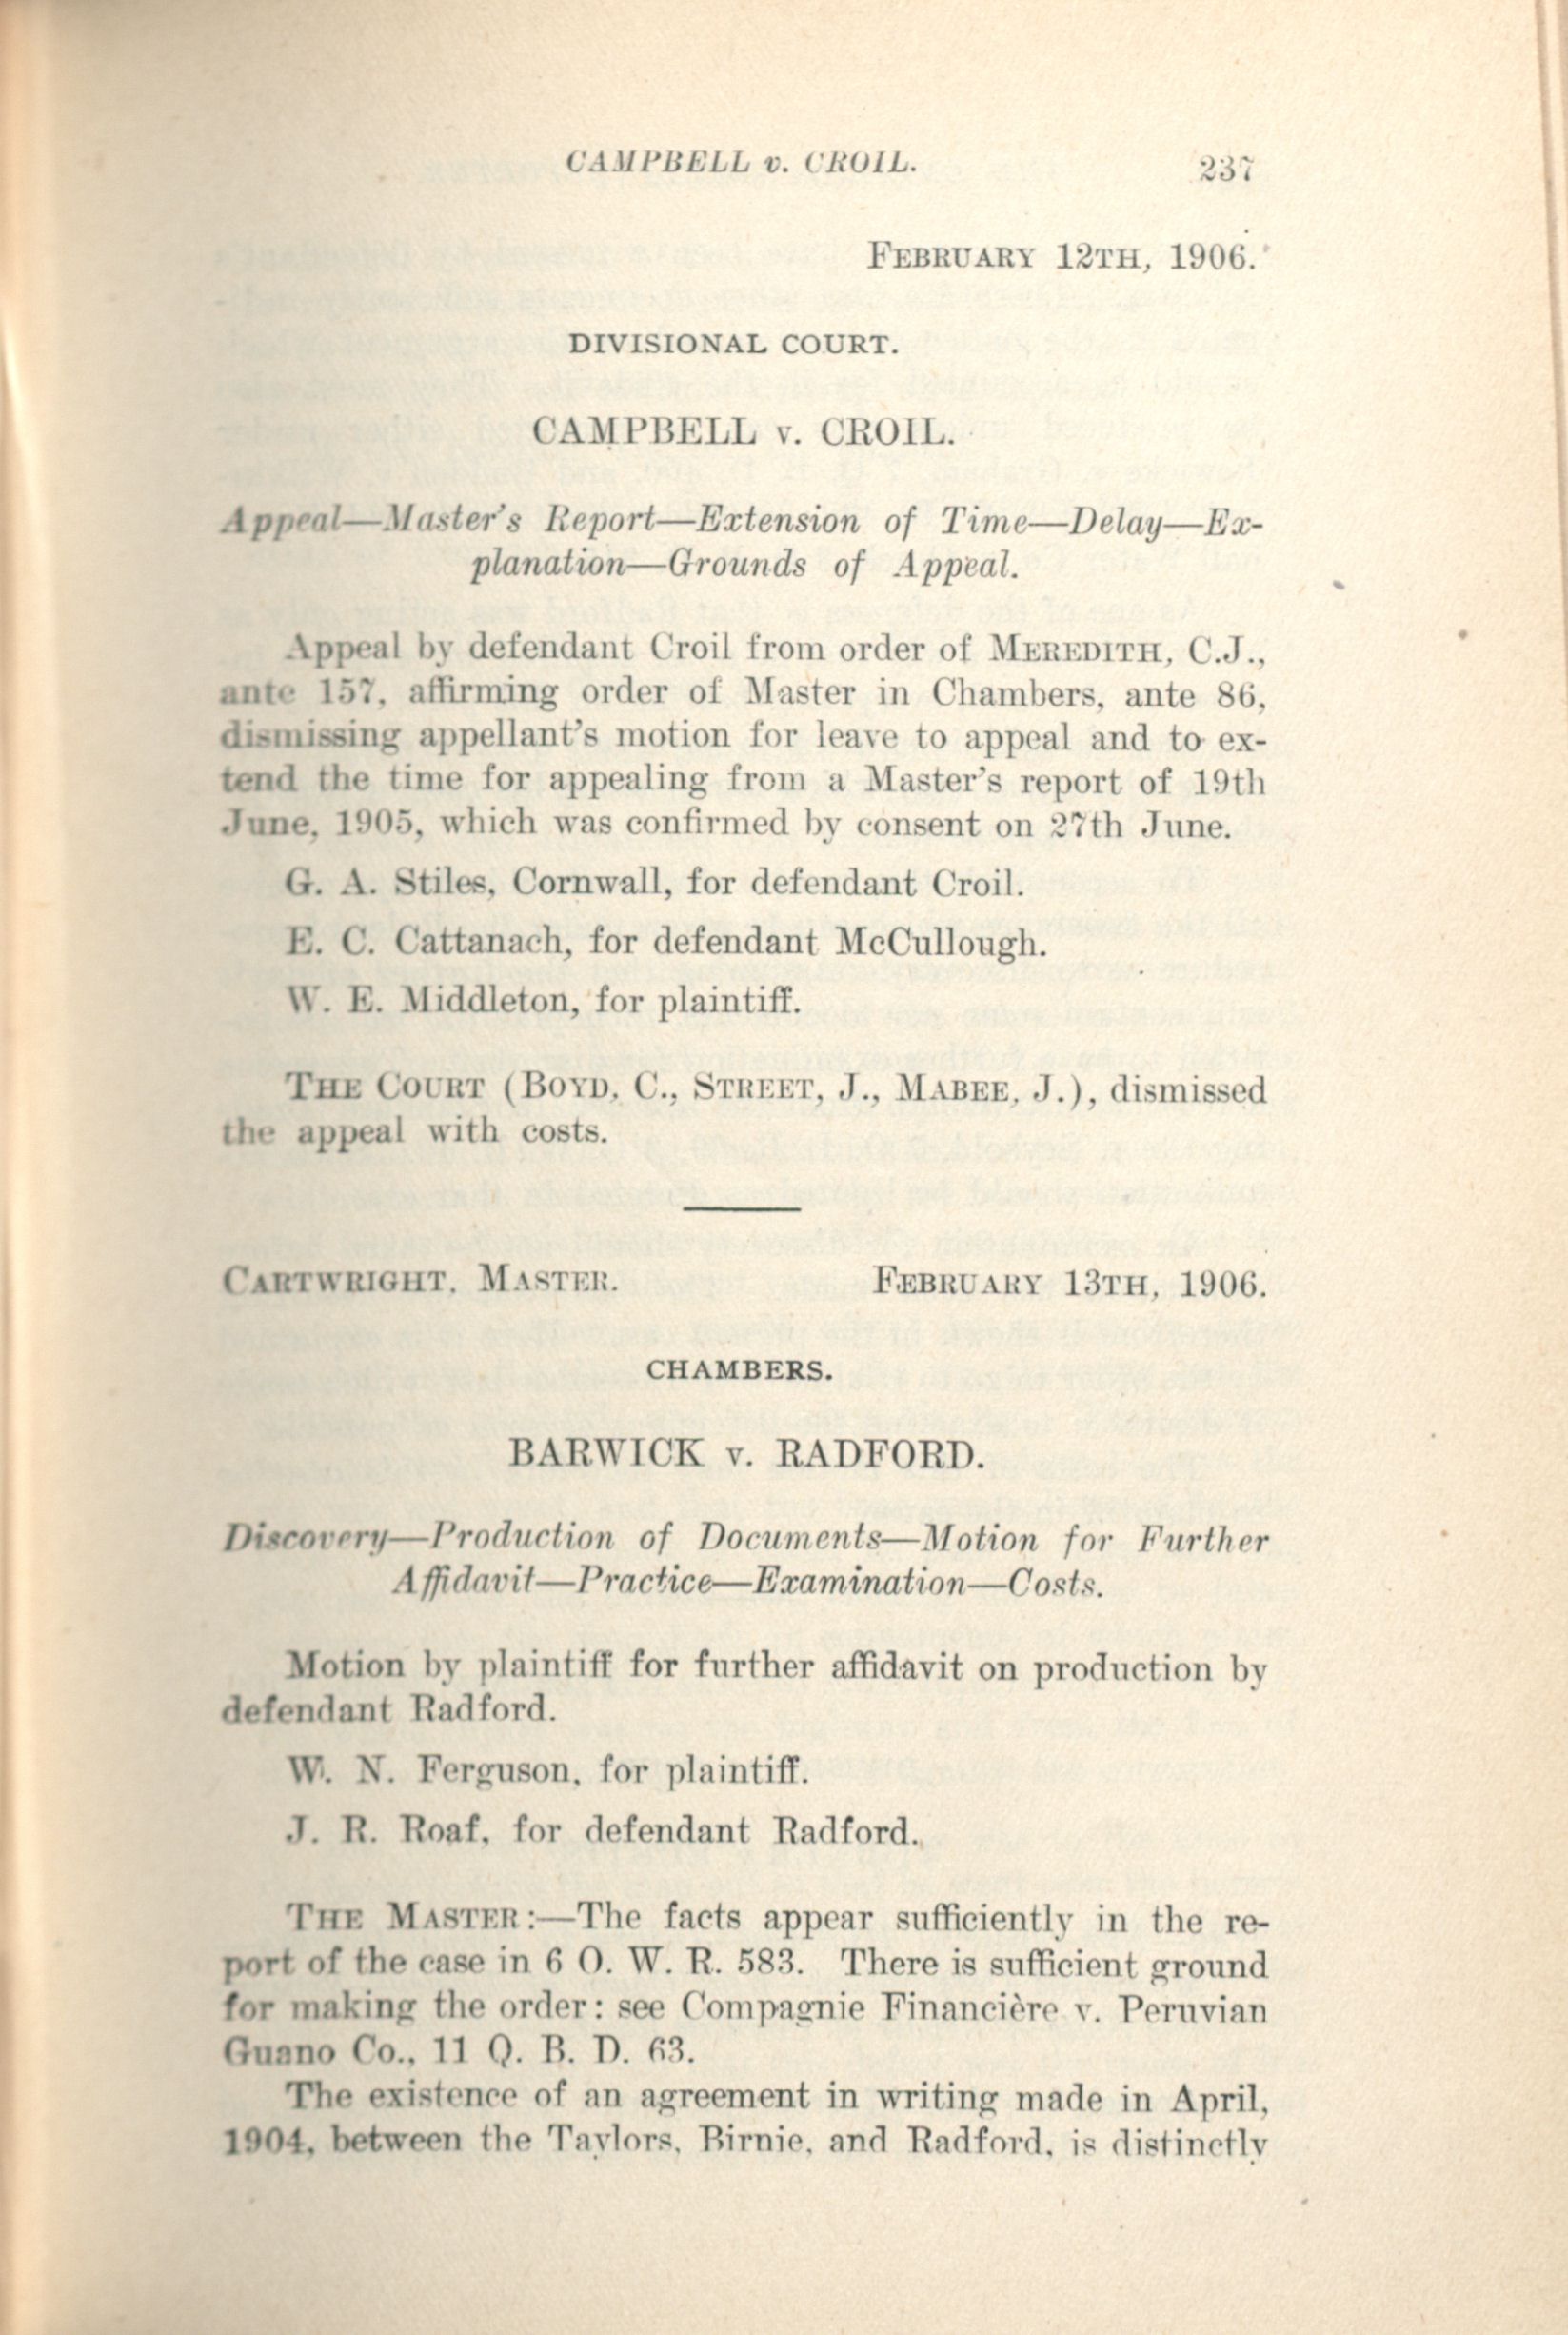 CAMPBELL v. CROIL. 237
FEBRUARY 12TH, 1906.
DIVISIONAL COURT.
CAMPBELL v. CROIL.
Appeal—Master's Report—Extension of Time—Delay—Ex-
planation—Grounds of Appeal.
Appeal by defendant Croil from order of MEREDITH, C.J.,
ante 157, affirming order of Master in Chambers, ante 86,
dismissing appellant's motion for leave to appeal and to ex-
tend the time for appealing from a Master's report of 19th
June, 1905, which was confirmed by consent on 27th June.
G. A. Stiles, Cornwall, for defendant Croil.
E. C. Cattanach, for defendant McCullough.
W. E. Middleton, for plaintiff.
THE COURT (BOYD, C., STREET, J., MABEE, J.), dismissed
the appeal with costs.
CARTWRIGHT, MASTER. FEBRUARY 13TH, 1906.
CHAMBERS.
BARWICK v. RADFORD.
Discovery—Production of Documents—Motion for Further
Affidavit—Practice—Examination—Costs.
Motion by plaintiff for further affidavit on production by
defendant Radford.
W. N. Ferguson, for plaintiff.
J. R. Roaf, for defendant Radford.
THE MASTER:—The facts appear sufficiently in the re-
port of the case in 6 O. W. R. 583. There is sufficient ground
for making the order: see Compagnie Financière v. Peruvian
Guano Co., 11 Q. B. D. 63.
The existence of an agreement in writing made in April,
1904, between the Taylors, Birnie, and Radford, is distinctly